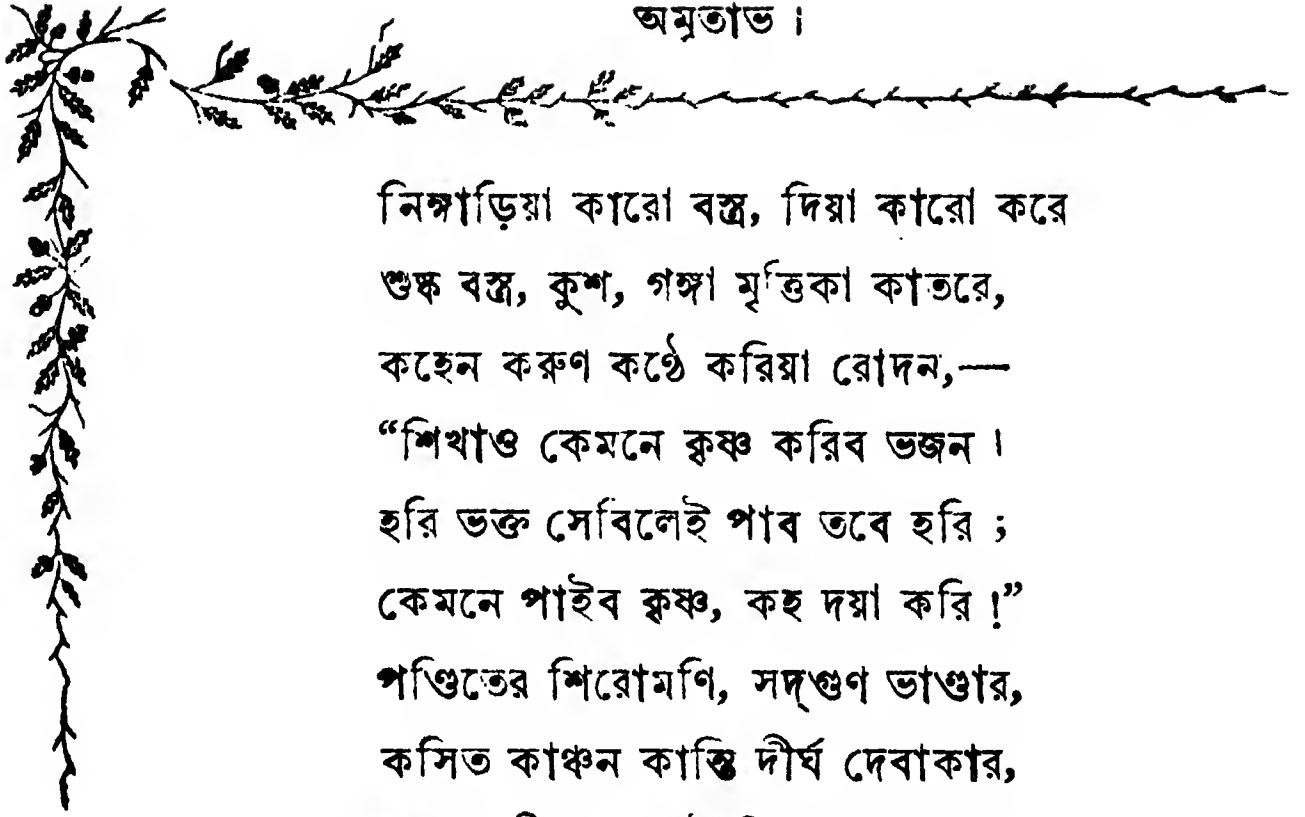 অমৃতাভ।
নিঙ্গাড়িয়া কারো বস্ত্র, দিয়া কারো করে
শুষ্ক বস্ত্র, কুশ, গঙ্গা মৃত্তিকা কাতরে,
কহেন করুণ কণ্ঠে করিয়া রোদন,—
“শিখাও কেমনে কৃষ্ণ করিব ভজন।
হরি ভক্ত সেবিলেই পাব তবে হরি;
কেমনে পাইব কৃষ্ণ, কহ দয়া করি!”
পণ্ডিতের শিরোমণি, সদ্‌গুণ ভাণ্ডার,
কসিত কাঞ্চন কান্তি দীর্ঘ দেবাকার,